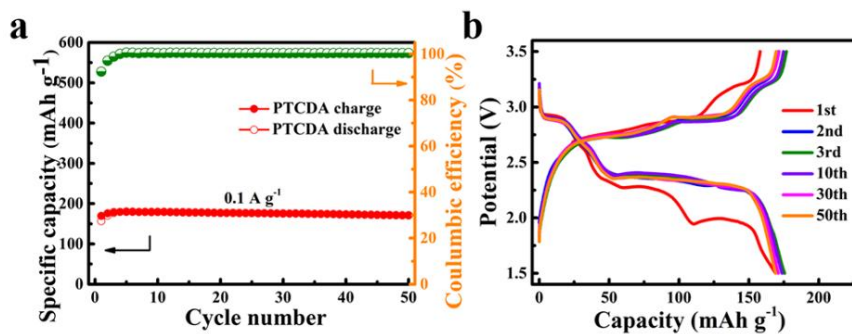 a
Specific capacity (mAh g⁻¹)
600
500
400
300
200
100
0
PTCDA charge
PTCDA discharge
0.1 A g⁻¹
0
10
20
30
40
50
Cycle number
100
80
60
40
20
0
Coulumbic efficiency (%)
b
Potential (V)
3.5
3.0
2.5
2.0
1.5
1st
2nd
3rd
10th
30th
50th
0
50
100
150
200
Capacity (mAh g⁻¹)